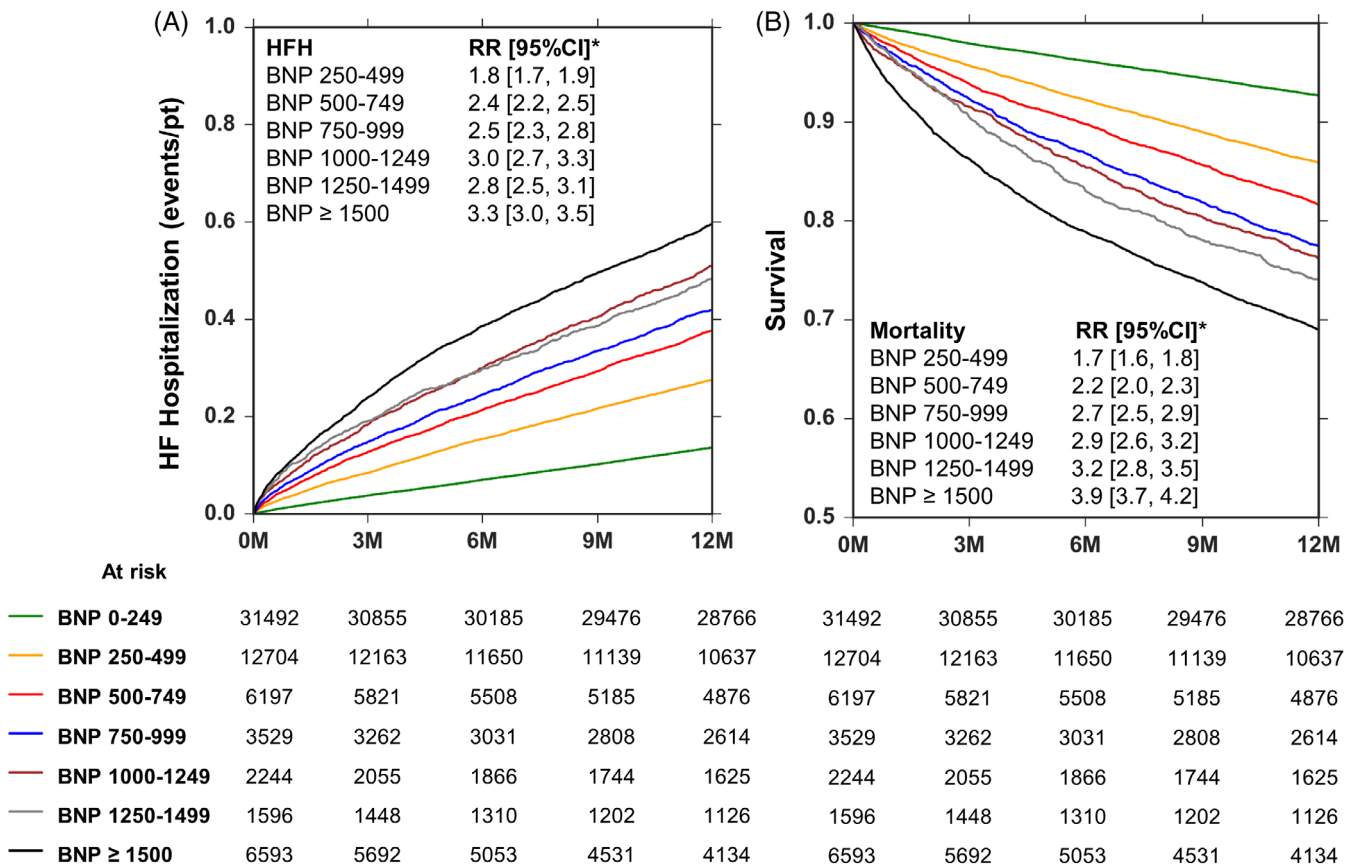 (A)
HF Hospitalization (events/pt)
1.0
0.8
0.6
0.4
0.2
0.0
HFH RR [95%CI]*
BNP 250-499 1.8 [1.7, 1.9]
BNP 500-749 2.4 [2.2, 2.5]
BNP 750-999 2.5 [2.3, 2.8]
BNP 1000-1249 3.0 [2.7, 3.3]
BNP 1250-1499 2.8 [2.5, 3.1]
BNP ≥ 1500 3.3 [3.0, 3.5]
0M 3M 6M 9M 12M
(B)
Survival
1.0
0.9
0.8
0.7
0.6
0.5
Mortality RR [95%CI]*
BNP 250-499 1.7 [1.6, 1.8]
BNP 500-749 2.2 [2.0, 2.3]
BNP 750-999 2.7 [2.5, 2.9]
BNP 1000-1249 2.9 [2.6, 3.2]
BNP 1250-1499 3.2 [2.8, 3.5]
BNP ≥ 1500 3.9 [3.7, 4.2]
0M 3M 6M 9M 12M
At risk
BNP 0-249 31492 30855 30185 29476 28766 31492 30855 30185 29476 28766
BNP 250-499 12704 12163 11650 11139 10637 12704 12163 11650 11139 10637
BNP 500-749 6197 5821 5508 5185 4876 6197 5821 5508 5185 4876
BNP 750-999 3529 3262 3031 2808 2614 3529 3262 3031 2808 2614
BNP 1000-1249 2244 2055 1866 1744 1625 2244 2055 1866 1744 1625
BNP 1250-1499 1596 1448 1310 1202 1126 1596 1448 1310 1202 1126
BNP ≥ 1500 6593 5692 5053 4531 4134 6593 5692 5053 4531 4134